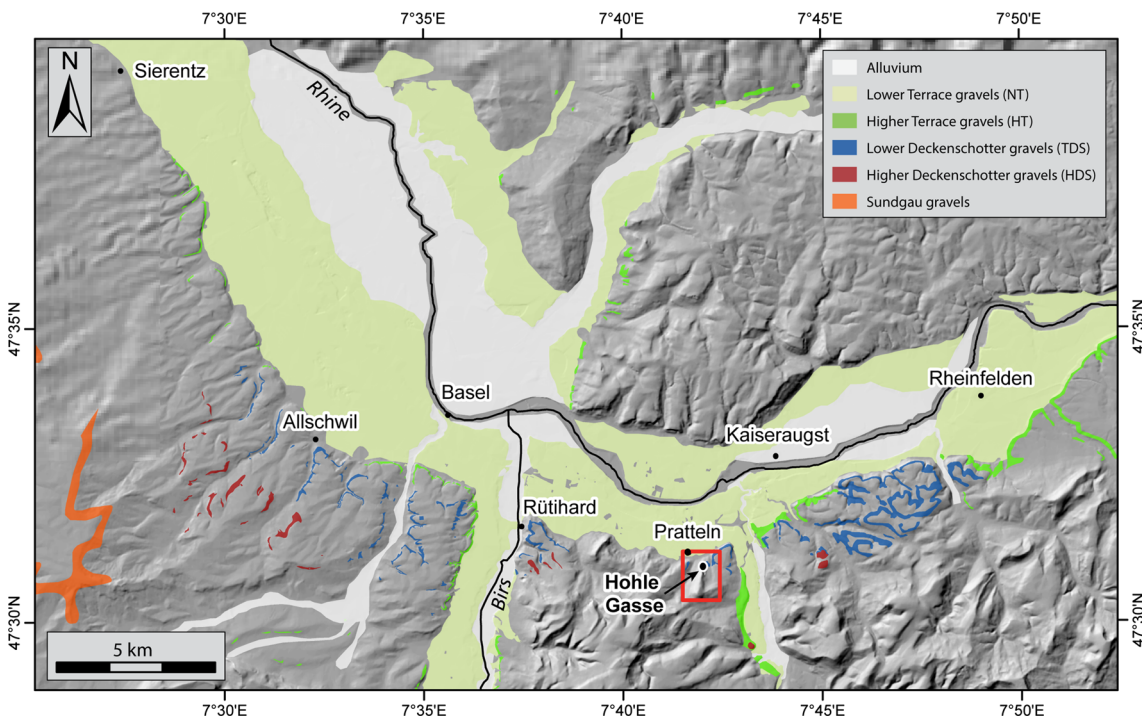 7°30'E
7°35'E
7°40'E
7°45'E
7°50'E
N
Sierentz
Rhine
Alluvium
Lower Terrace gravels (NT)
Higher Terrace gravels (HT)
Lower Deckenschotter gravels (TDS)
Higher Deckenschotter gravels (HDS)
Sundgau gravels
47°35'N
47°35'N
Rheinfelden
Basel
Allschwil
Kaiseraugst
Rütihard
Pratteln
Hohle
Gasse
Birs
47°30'N
47°30'N
5 km
7°30'E
7°35'E
7°40'E
7°45'E
7°50'E